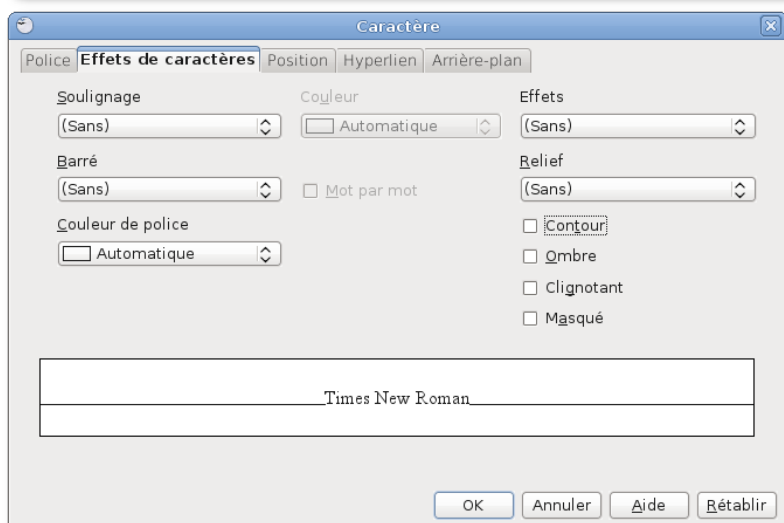 Caractère
Police Effets de caractères Position Hyperlien Arrière-plan
Soulignage Couleur Effets
(Sans) Automatique (Sans)
Barré Relief
(Sans) Mot par mot (Sans)
Couleur de police Contour
Automatique Ombre
Clignotant
Masqué
Times New Roman
OK Annuler Aide Rétablir